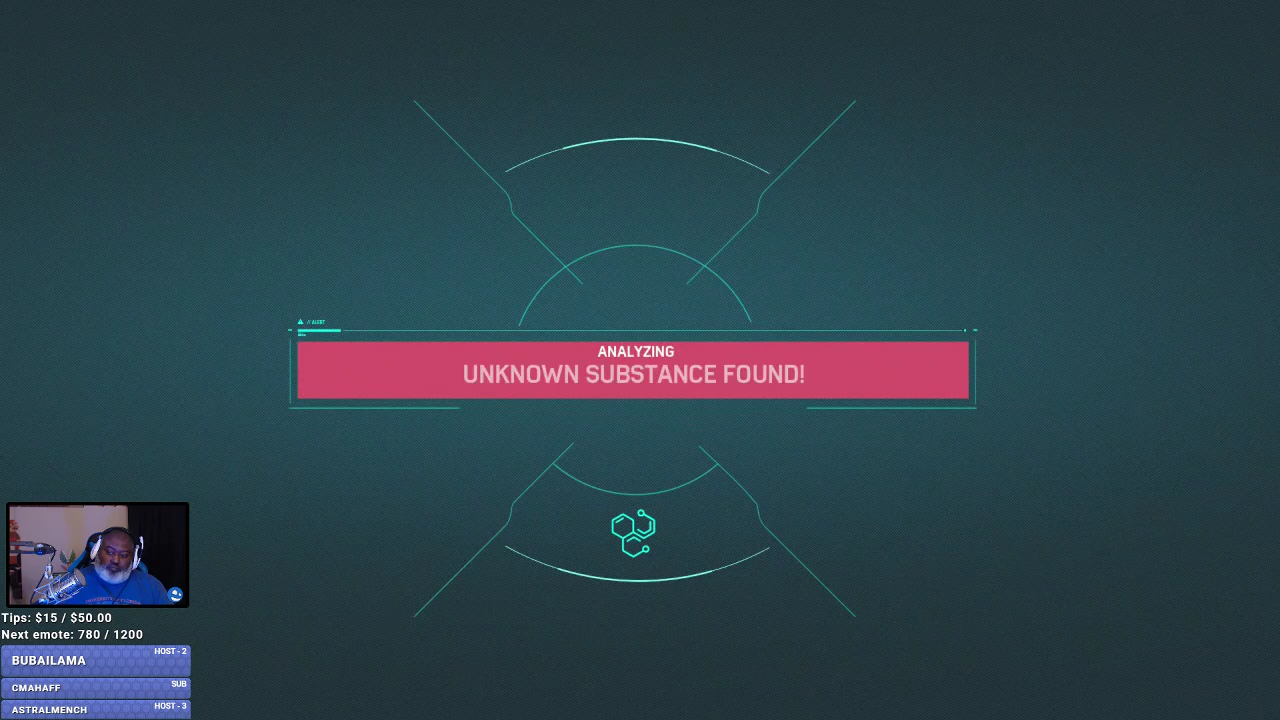 // ALERT
ANALYZING
UNKNOWN SUBSTANCE FOUND!
Tips: $15 / $50.00
Next emote: 780 / 1200
HOST - 2
BUBAILAMA
SUB
CMAHAFF
HOST - 3
ASTRALMENCH